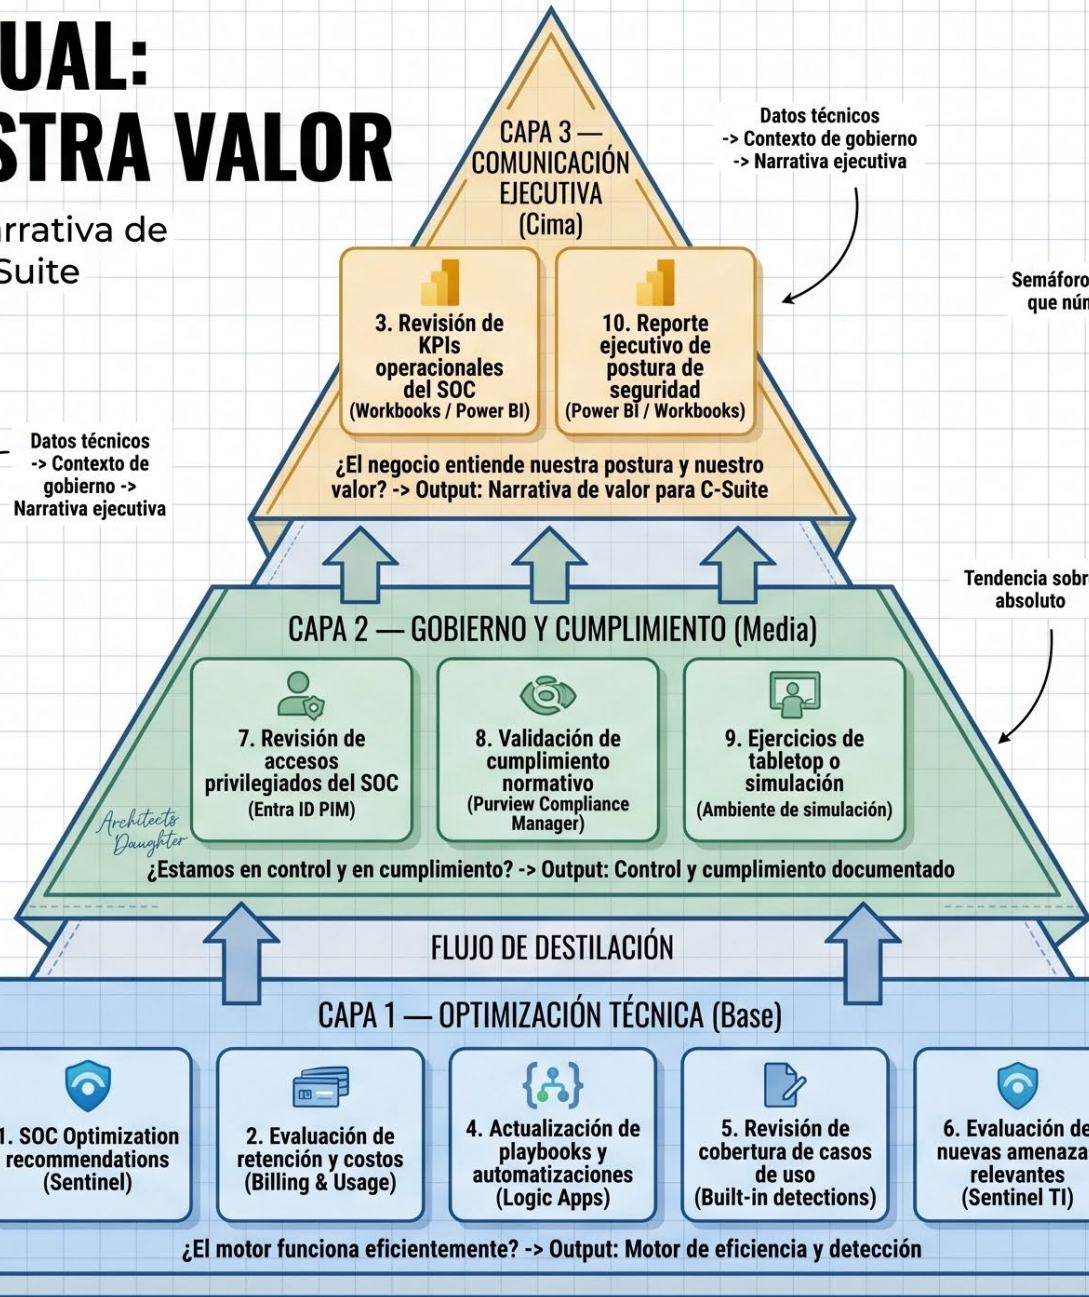 UAL:
STRA VALOR
arrativa de
Suite
CAPA 3 —
COMUNICACIÓN
EJECUTIVA
(Cima)
Datos técnicos
-> Contexto de gobierno
-> Narrativa ejecutiva
Semáforo
que núm
3. Revisión de
KPIs
operacionales
del SOC
(Workbooks / Power BI)
10. Reporte
ejecutivo de
postura de
seguridad
(Power BI / Workbooks)
Datos técnicos
-> Contexto de
gobierno ->
Narrativa ejecutiva
¿El negocio entiende nuestra postura y nuestro
valor? -> Output: Narrativa de valor para C-Suite
Tendencia sobr
absoluto
CAPA 2 — GOBIERNO Y CUMPLIMIENTO (Media)
7. Revisión de
accesos
privilegiados del SOC
(Entra ID PIM)
8. Validación de
cumplimiento
normativo
(Purview Compliance
Manager)
9. Ejercicios de
tabletop o
simulación
(Ambiente de simulación)
Architects
Daughter
¿Estamos en control y en cumplimiento? -> Output: Control y cumplimiento documentado
FLUJO DE DESTILACIÓN
CAPA 1 — OPTIMIZACIÓN TÉCNICA (Base)
1. SOC Optimization
recommendations
(Sentinel)
2. Evaluación de
retención y costos
(Billing & Usage)
4. Actualización de
playbooks y
automatizaciones
(Logic Apps)
5. Revisión de
cobertura de casos
de uso
(Built-in detections)
6. Evaluación de
nuevas amenaza
relevantes
(Sentinel TI)
¿El motor funciona eficientemente? -> Output: Motor de eficiencia y detección